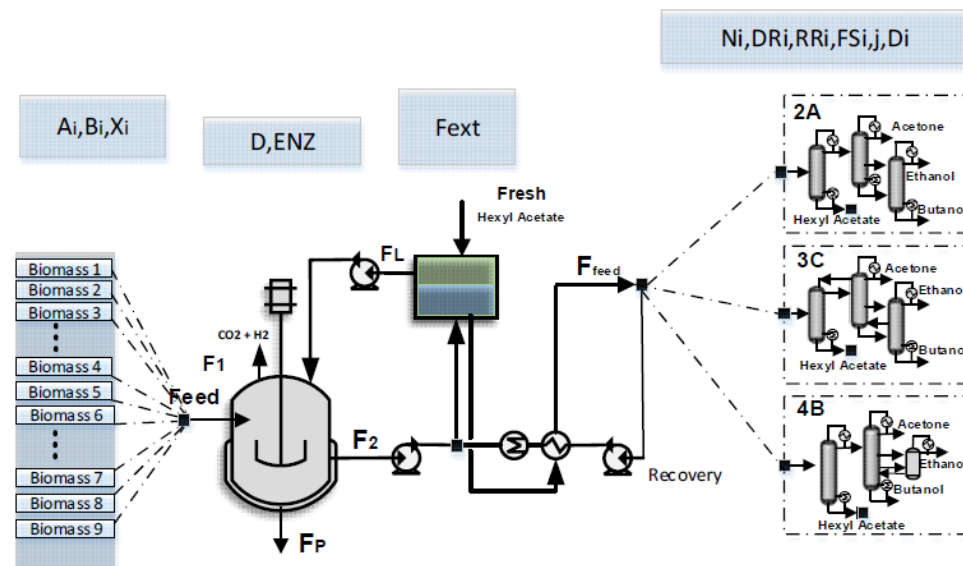 Ni,DRi,RRi,FSi,j,Di
Ai,Bi,Xi
D,ENZ
Fext
Fresh
Hexyl Acetate
FL
Ffeed
Biomass 1
Biomass 2
Biomass 3
Biomass 4
Biomass 5
Biomass 6
Biomass 7
Biomass 8
Biomass 9
CO2 + H2
F1
Feed
F2
FP
Recovery
2A
Acetone
Ethanol
Butanol
Hexyl Acetate
3C
Acetone
Ethano
Butanol
Hexyl Acetate
4B
Acetone
Ethano
Butanol
Hexyl Acetate